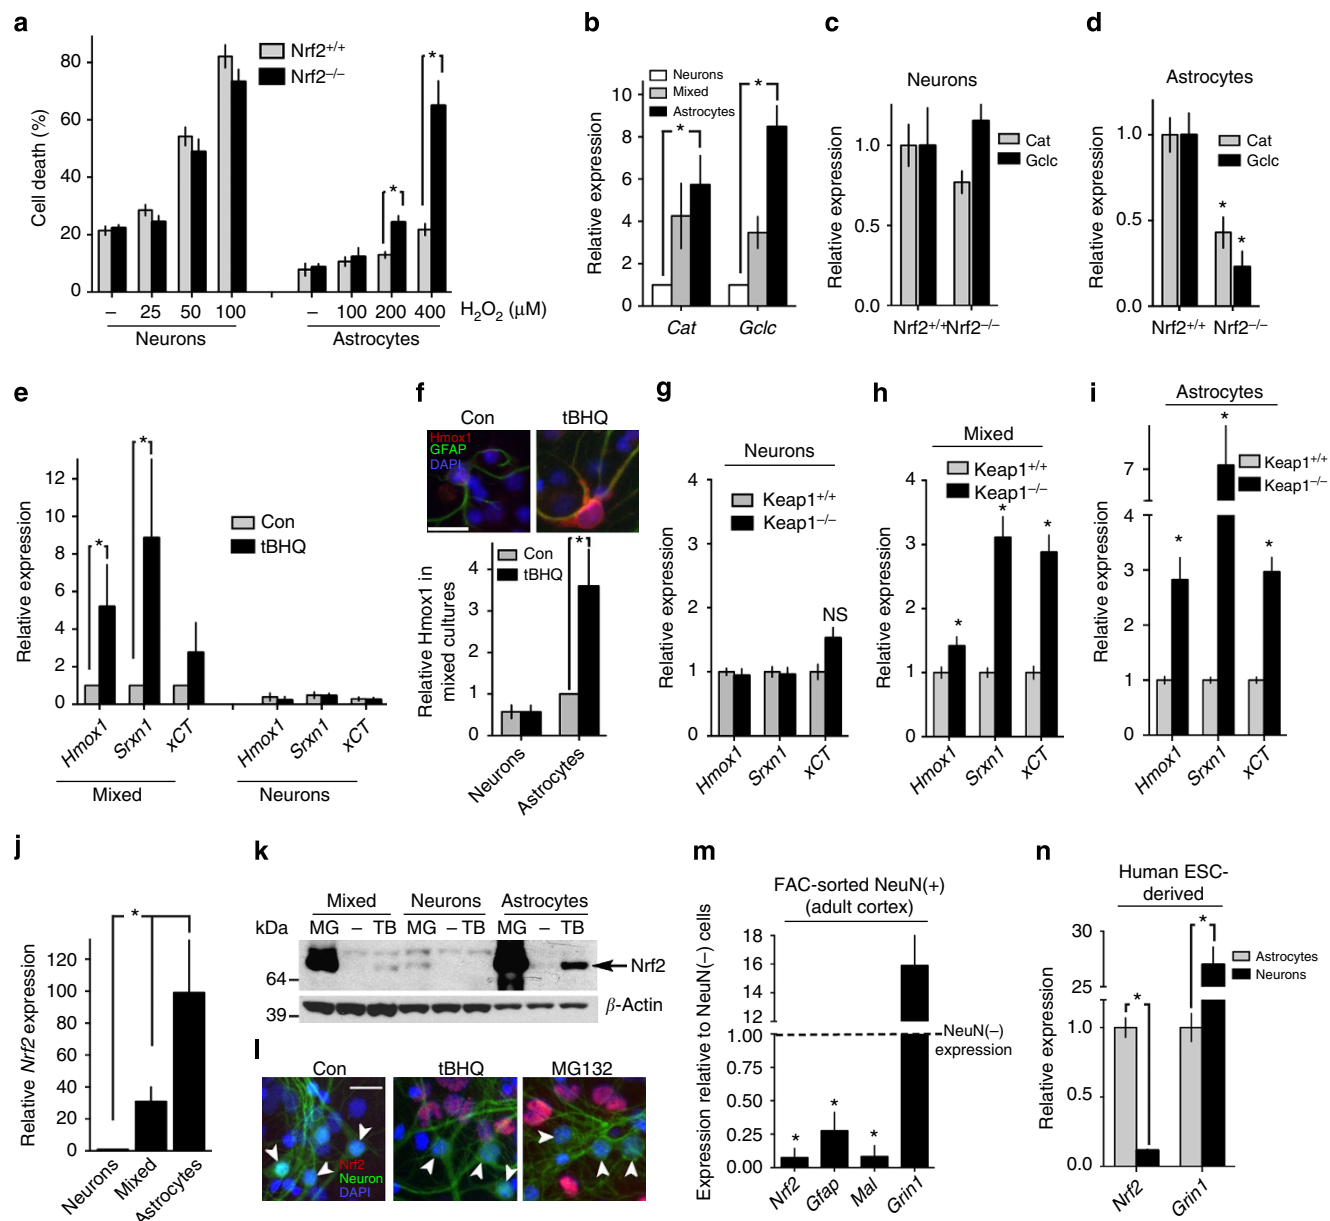 a
80
60
40
20
0
Cell death (%)
Nrf2+/+
Nrf2–/–
*
*
– 25 50 100 – 100 200 400 H2O2 (µM)
Neurons Astrocytes
b
10
8
6
4
2
0
Relative expression
Neurons
Mixed
Astrocytes
*
*
Cat Gclc
c
Neurons
1.0
0.5
0.0
Relative expression
Cat
Gclc
Nrf2+/+ Nrf2–/–
d
Astrocytes
1.0
0.5
0.0
Relative expression
Cat
Gclc
*
*
Nrf2+/+ Nrf2–/–
e
12
10
8
6
4
2
0
Relative expression
*
*
Con
tBHQ
Hmox1 Srxn1 xCT Hmox1 Srxn1 xCT
Mixed Neurons
f
Con tBHQ
Hmox1
GFAP
DAPI
Con
tBHQ
*
4
3
2
1
0
Relative Hmox1 in
mixed cultures
Neurons Astrocytes
g
Neurons
Keap1+/+
Keap1–/–
4
3
2
1
0
Relative expression
NS
Hmox1 Srxn1 xCT
h
Mixed
Keap1+/+
Keap1–/–
4
3
2
1
0
Relative expression
* * *
Hmox1 Srxn1 xCT
i
Astrocytes
Keap1+/+
Keap1–/–
7
4
3
2
1
0
Relative expression
* * *
Hmox1 Srxn1 xCT
j
120
100
80
60
40
20
0
Relative Nrf2 expression
*
Neurons Mixed Astrocytes
k
Mixed Neurons Astrocytes
kDa MG – TB MG – TB MG – TB
64
Nrf2
39
β-Actin
l
Con tBHQ MG132
Nrf2
Neuron
DAPI
m
FAC-sorted NeuN(+)
(adult cortex)
18
16
14
12
1.00
0.75
0.50
0.25
0.00
Expression relative to NeuN(–) cells
NeuN(–)
expression
* * *
Nrf2 Gfap Mal Grin1
n
Human ESC-
derived
30
25
1.0
0.5
0.0
Relative expression
*
*
Astrocytes
Neurons
Nrf2 Grin1